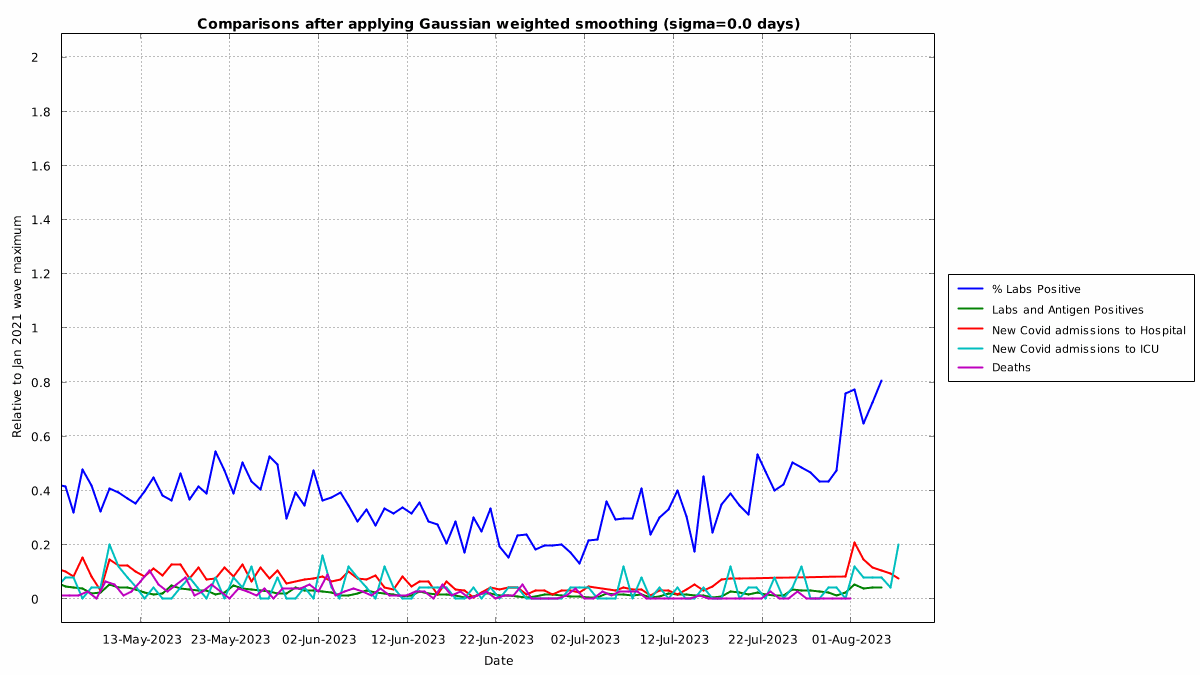 Comparisons after applying Gaussian weighted smoothing (sigma=0.0 days)
2
1.8
1.6
1.4
1.2
1
0.8
0.6
0.4
0.2
0
Relative to Jan 2021 wave maximum
13-May-2023 23-May-2023 02-Jun-2023 12-Jun-2023 22-Jun-2023 02-Jul-2023 12-Jul-2023 22-Jul-2023 01-Aug-2023
Date
% Labs Positive
Labs and Antigen Positives
New Covid admissions to Hospital
New Covid admissions to ICU
Deaths